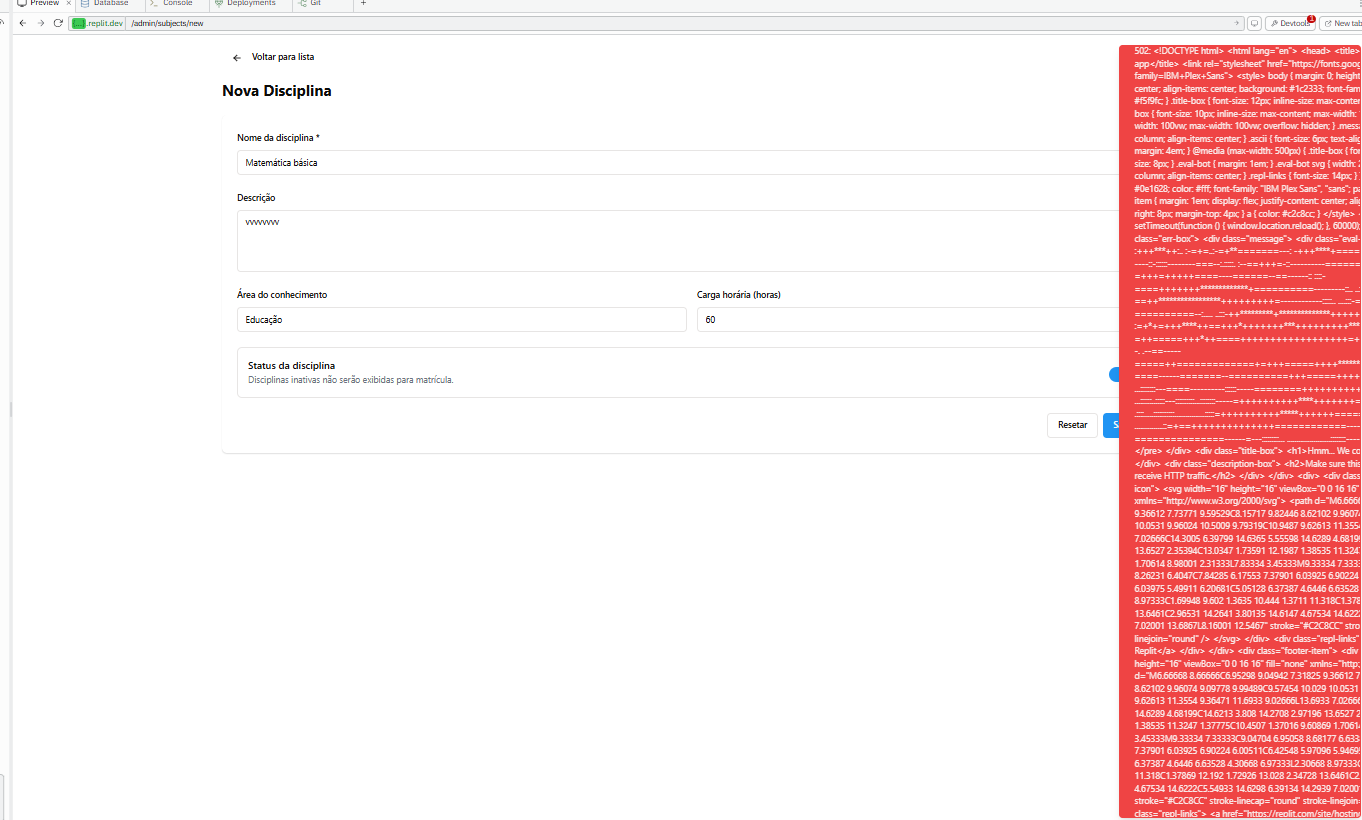 Preview
Database
Console
Deployments
Git
.replit.dev
/admin/subjects/new
Devtools
1
New tab
Voltar para lista
Nova Disciplina
Nome da disciplina *
Matemática básica
Descrição
vvvvvvvv
Área do conhecimento
Carga horária (horas)
Educação
60
Status da disciplina
Disciplinas inativas não serão exibidas para matrícula.
Resetar
502: <!DOCTYPE html> <html lang="en"> <head> <title>
app</title> <link rel="stylesheet" href="https://fonts.goog
family=IBM+Plex+Sans"> <style> body { margin: 0; height
center; align-items: center; background: #1c2333; font-fam
#f5f9fc; } .title-box { font-size: 12px; inline-size: max-conten
box { font-size: 10px; inline-size: max-content; max-width:
width: 100vw; max-width: 100vw; overflow: hidden; } .messa
column; align-items: center; } .ascii { font-size: 6px; text-alig
margin: 4em; } @media (max-width: 500px) { .title-box { fo
size: 8px; } .eval-bot { margin: 1em; } .eval-bot svg { width: 
column; align-items: center; } .repl-links { font-size: 14px; }
#0e1628; color: #fff; font-family: "IBM Plex Sans", "sans"; pa
item { margin: 1em; display: flex; justify-content: center; alig
right: 8px; margin-top: 4px; } a { color: #c2c8cc; } </style>
setTimeout(function () { window.location.reload(); }, 60000);
class="err-box"> <div class="message"> <div class="eval-
</pre> </div> <div class="title-box"> <h1>Hmm... We co
</div> <div class="description-box"> <h2>Make sure this
receive HTTP traffic.</h2> </div> </div> <div> <div clas
icon"> <svg width="16" height="16" viewBox="0 0 16 16"
xmlns="http://www.w3.org/2000/svg"> <path d="M6.6666
9.36612 7.73771 9.59529C8.15717 9.82446 8.62102 9.96074
10.0531 9.96024 10.5009 9.79319C10.9487 9.62613 11.3554
7.02666C14.3005 6.39799 14.6365 5.55598 14.6289 4.68199
13.6527 2.35394C13.0347 1.73591 12.1987 1.38535 11.3247
1.70614 8.98001 2.31333L7.83334 3.45333M9.33334 7.3333
8.26231 6.4047C7.84285 6.17553 7.37901 6.03925 6.90224
6.03975 5.49911 6.20681C5.05128 6.37387 4.6446 6.63528
8.97333C1.69948 9.602 1.3635 10.444 1.3711 11.318C1.378
13.6461C2.96531 14.2641 3.80135 14.6147 4.67534 14.6222
7.02001 13.6867L8.16001 12.5467" stroke="#C2C8CC" stro
linejoin="round" /> </svg> </div> <div class="repl-links"
Replit</a> </div> </div> <div class="footer-item"> <div
height="16" viewBox="0 0 16 16" fill="none" xmlns="http:
d="M6.66668 8.66666C6.95298 9.04942 7.31825 9.36612 7
8.62102 9.96074 9.09778 9.99489C9.57454 10.029 10.0531
9.62613 11.3554 9.36471 11.6933 9.02666L13.6933 7.02666
14.6289 4.68199C14.6213 3.808 14.2708 2.97196 13.6527 2
1.38535 11.3247 1.37775C10.4507 1.37016 9.60869 1.70614
3.45333M9.33334 7.33333C9.04704 6.95058 8.68177 6.633
7.37901 6.03925 6.90224 6.00511C6.42548 5.97096 5.9469
6.37387 4.6446 6.63528 4.30668 6.97333L2.30668 8.97333C
11.318C1.37869 12.192 1.72926 13.028 2.34728 13.6461C2
4.67534 14.6222C5.54933 14.6298 6.39134 14.2939 7.0200
stroke="#C2C8CC" stroke-linecap="round" stroke-linejoin=
class="repl-links"> <a href="https://replit.com/site/hosting